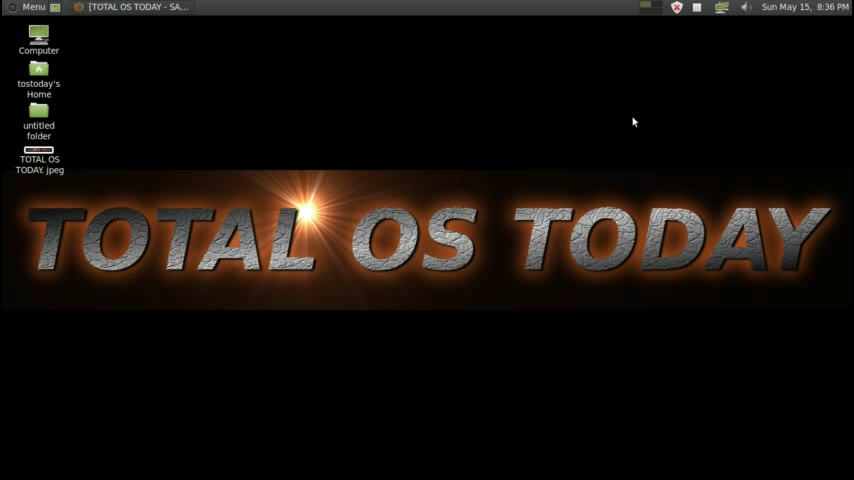 Menu
[TOTAL OS TODAY - SA...
Sun May 15, 8:36 PM
Computer
tostoday's
Home
untitled
folder
TOTAL OS
TODAY. jpeg
TOTAL OS TODAY